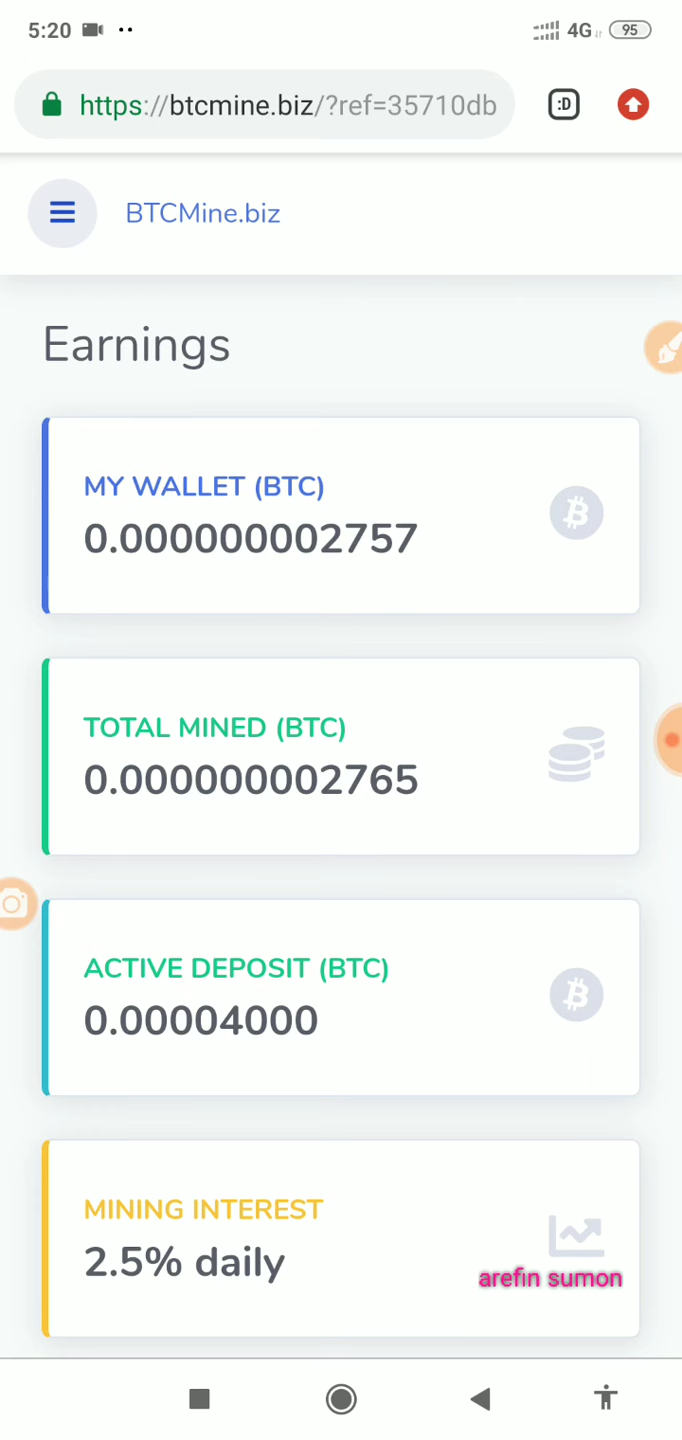 5:20
4G
95
https://btcmine.biz/?ref=35710db
:D
BTCMine.biz
Earnings
MY WALLET (BTC)
0.000000002757
TOTAL MINED (BTC)
0.000000002765
ACTIVE DEPOSIT (BTC)
0.00004000
MINING INTEREST
2.5% daily
arefin sumon